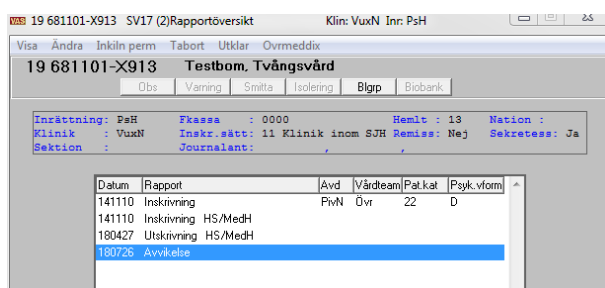 VAS 19 681101-X913 SV17 (2)Rapportöversikt Klin: VuxN Inr: PsH
Visa Ändra Inkiln perm Tabort Utklar Ovrmeddix
19 681101-X913 Testbom, Tvångsvård
Obs Varning Smitta Isolering Blgrp Biobank
Inrättning: PsH Fkassa : 0000 Hemlt : 13 Nation :
Klinik : VuxN Inskr.sätt: 11 Klinik inom SJH Remiss: Nej Sekretess: Ja
Sektion : Journalant: , ,
Datum Rapport Avd Vårdteam Pat.kat Psyk.vform
141110 Inskrivning PivN Övr 22 D
141110 Inskrivning HS/MedH
180427 Utskrivning HS/MedH
180726 Avvikelse